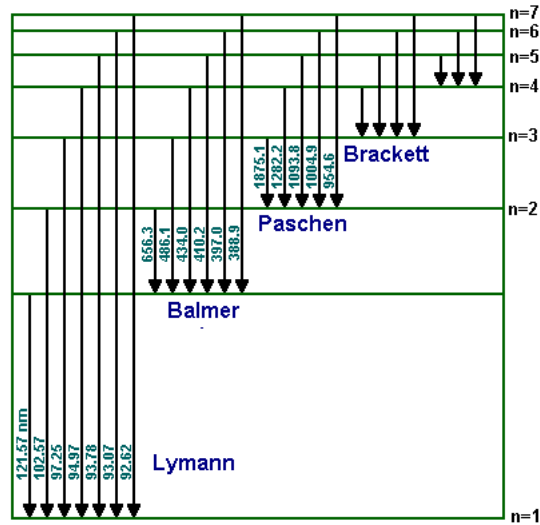 n=7
n=6
n=5
n=4
n=3
Brackett
1875.1
1282.2
1093.8
1004.9
954.6
n=2
Paschen
656.3
486.1
434.0
410.2
397.0
388.9
Balmer
121.57 nm
102.57
97.25
94.97
93.78
93.07
92.62
Lymann
n=1